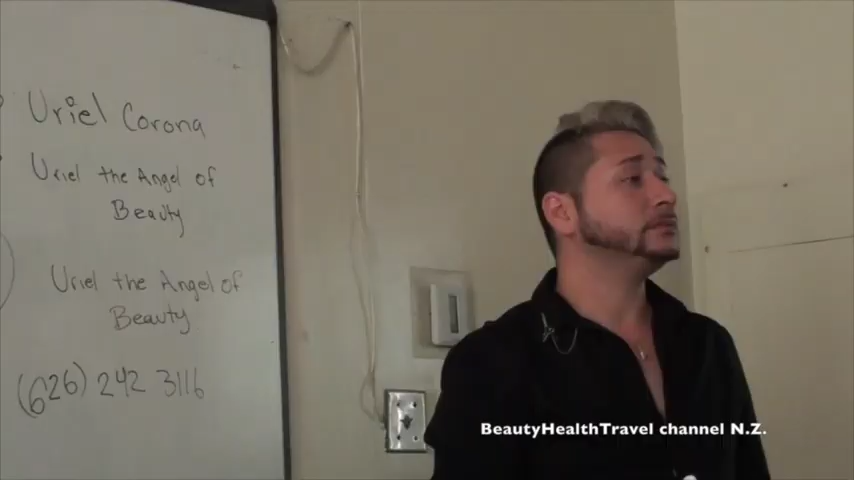 Uriel Corona
Uriel the Angel of
Beauty
Uriel the Angel of
Beauty
(626) 242 3116
BeautyHealthTravel channel N.Z.